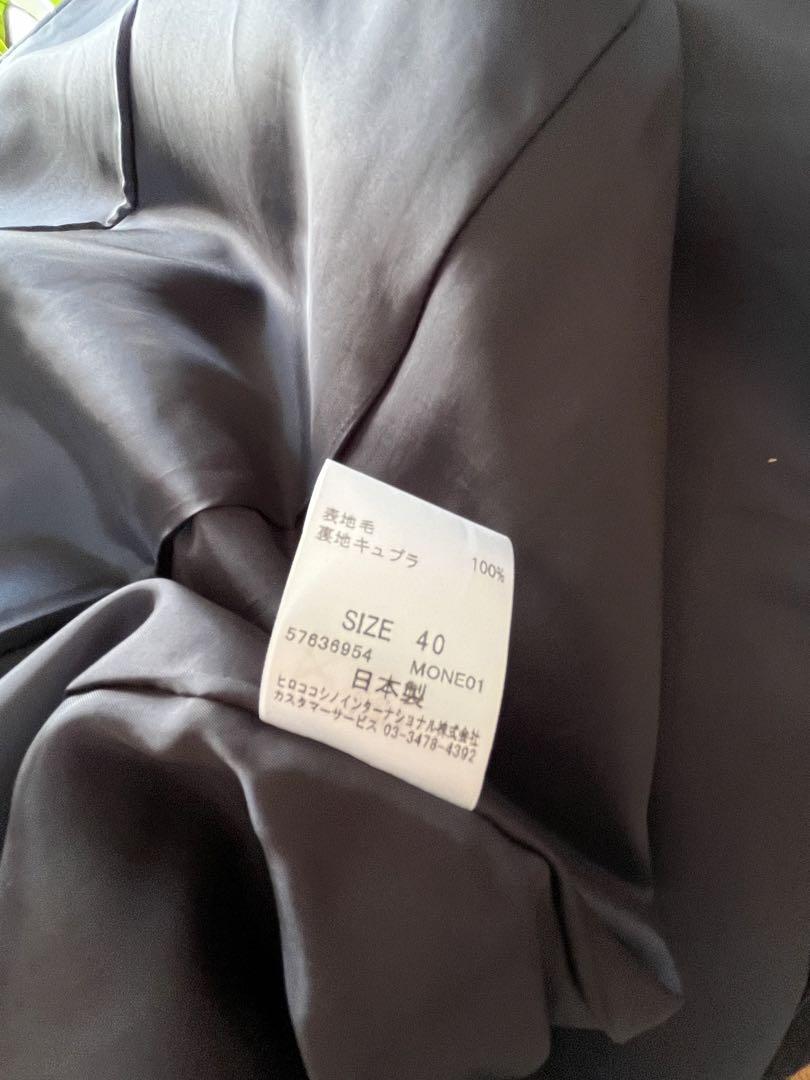 表地毛
裏地キュプラ 100%
SIZE 40
57636954 MONE01
日本製
ヒロココシノインターナショナル株式会社
カスタマーサービス 03-3478-4392